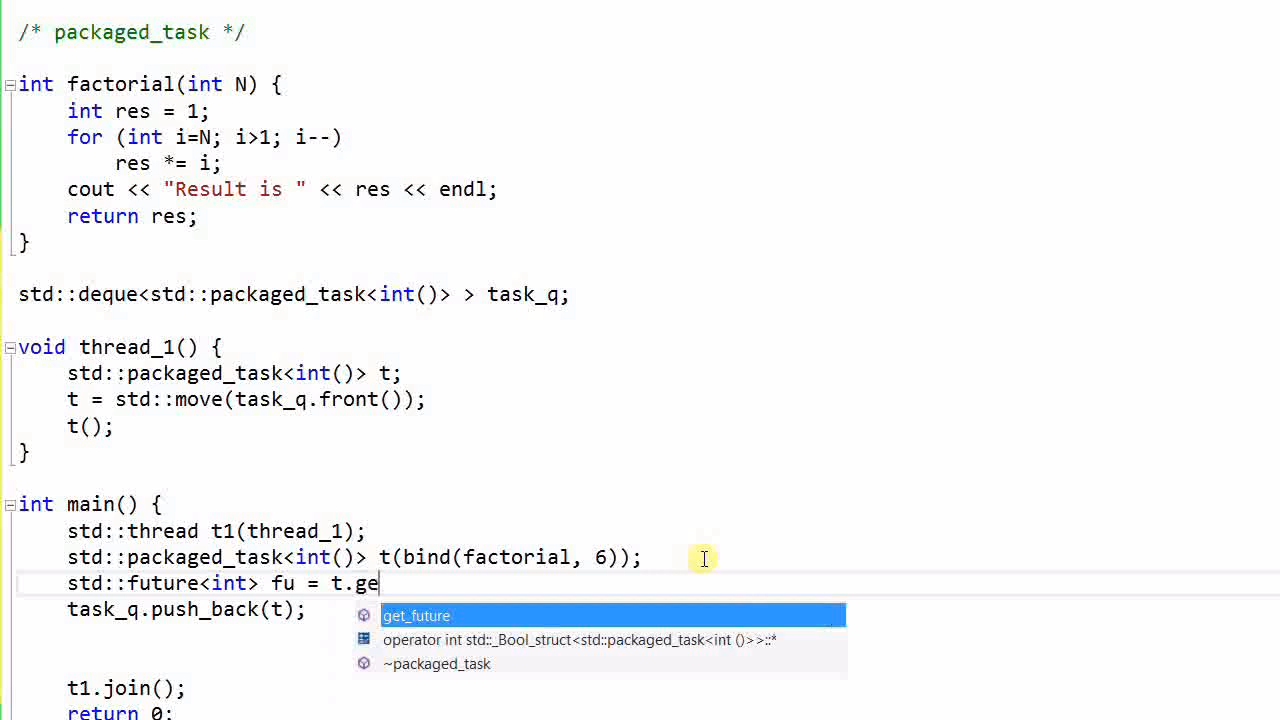 /* packaged_task */
int factorial(int N) {
    int res = 1;
    for (int i=N; i>1; i--)
        res *= i;
    cout << "Result is " << res << endl;
    return res;
}
std::deque<std::packaged_task<int()> > task_q;
void thread_1() {
    std::packaged_task<int()> t;
    t = std::move(task_q.front());
    t();
}
int main() {
    std::thread t1(thread_1);
    std::packaged_task<int()> t(bind(factorial, 6));
    std::future<int> fu = t.ge
    task_q.push_back(t);
get_future
operator int std::_Bool_struct<std::packaged_task<int ()>>::*
~packaged_task
    t1.join();
    return 0;